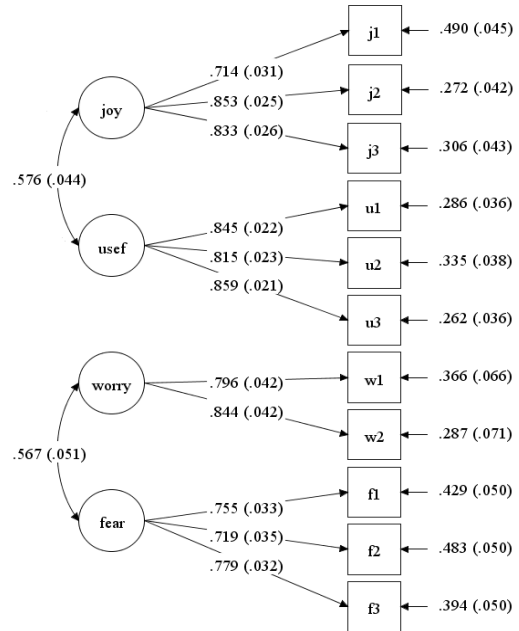 j1
.490 (.045)
.714 (.031)
j2
.272 (.042)
.853 (.025)
joy
.833 (.026)
j3
.306 (.043)
.576 (.044)
u1
.286 (.036)
.845 (.022)
usef
.815 (.023)
u2
.335 (.038)
.859 (.021)
u3
.262 (.036)
worry
.796 (.042)
w1
.366 (.066)
.844 (.042)
w2
.287 (.071)
.567 (.051)
f1
.429 (.050)
.755 (.033)
fear
.719 (.035)
f2
.483 (.050)
.779 (.032)
f3
.394 (.050)